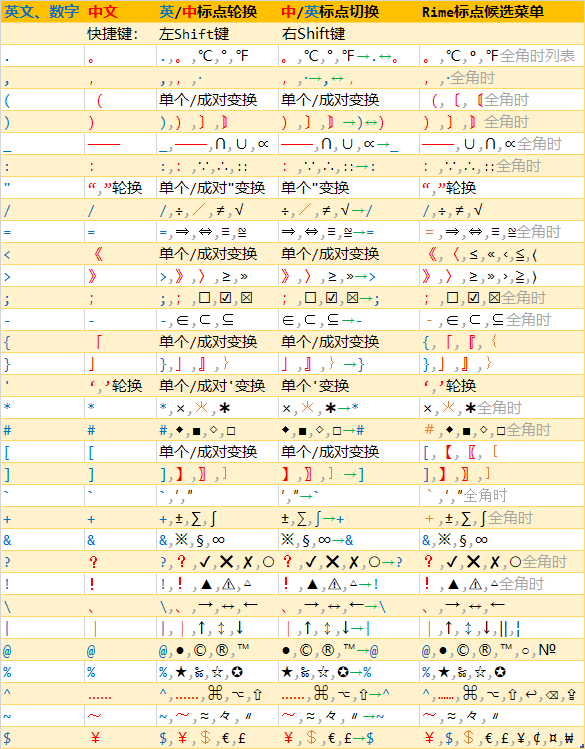 英文、数字 中文 英/中标点轮换 中/英标点切换 Rime标点候选菜单
快捷键： 左Shift键 右Shift键
. 。 .,。,℃,°,℉ 。,℃,°,℉→.↔。 。,℃,°,℉全角时列表
, ， ,,，,· ，,·→,↔， ，,·全角时
( （ 单个/成对变换 单个/成对变换 （,〔,⦅全角时
) ） ),），〕,⦆ ），〕,⦆→)↔) ），〕,⦆全角时
_ —— _,——,∩,∪,∝ ——,∩,∪,∝→_ ——,∪,∩,∝全角时
: ： :,：,∵,∴,∷ ：,∵,∴,∷→: ：,∵,∴,∷全角时
" “,”轮换 单个/成对"变换 单个"变换 “,”轮换
/ / /,÷,／,≠,√ ÷,／,≠,√→/ /,÷,≠,√
= = =,⇒,⇔,≡,≌ ⇒,⇔,≡,≌→= ＝,⇒,⇔,≡,≌全角时
< 《 单个/成对变换 单个/成对变换 《,〈,≤,«,‹,≦,⟨
> 》 >,》,〉,≥,» 》,〉,≥,»→> 》,〉,≥,»,›,≧,⟩
; ； ;,；,☐,☑,☒ ；,☐,☑,☒→; ；,☐,☑,☒全角时
- - -,∈,⊂,⊆ ∈,⊂,⊆→- －,∈,⊂,⊆全角时
{ 「 单个/成对变换 单个/成对变换 {,「,『,｛
} 」 },」,』,｝ 」,』,｝→} },」,』,｝
' ‘,’轮换 单个/成对'变换 单个'变换 ‘,’轮换
* * *,×,＊,✱ ×,＊,✱→* ×,＊,✱全角时
# # #,◆,■,◇,□ ◆,■,◇,□→# ＃,◆,■,◇,□全角时
[ [ 单个/成对变换 单个/成对变换 [,【,〖,［
] ] ],】,〗,］ 】,〗,］→] ],】,〗,］
` ` `,′,″ ′,″→` ｀,′,″全角时
+ + +,±,∑,∫ ±,∑,∫→+ ＋,±,∑,∫全角时
& & &,※,§,∞ ※,§,∞→& &,※,§,∞
? ？ ?,？,✓,✕,✗,○ ？,✓,✕,✗,○→? ？,✓,✕,✗,○全角时
! ！ !,！,▲,⚠,△ ！,▲,⚠,△→! ！,▲,⚠,△全角时
\ 、 \,、,→,↔,← 、,→,↔,←→\ 、,→,↔,←
| | |,｜,↑,↕,↓ ｜,↑,↕,↓→| |,↑,↕,↓,‖,¦
@ @ @,●,©,®,™ ●,©,®,™→@ @,●,©,®,™,○,№
% % %,★,‰,☆,✪ ★,‰,☆,✪→% %,★,‰,☆,✪
^ …… ^,……,⌘,⌥,⇧ ……,⌘,⌥,⇧→^ ^,……,⌘,⌥,⇧,↩,⌫,⇪
~ ～ ~,～,≈,々,〃 ～,≈,々,〃→~ ~,～,≈,々,〃
$ ￥ $,￥,＄,€,£ ￥,＄,€,£→$ ￥,$,＄,€,£,¥,¢,¤,₩